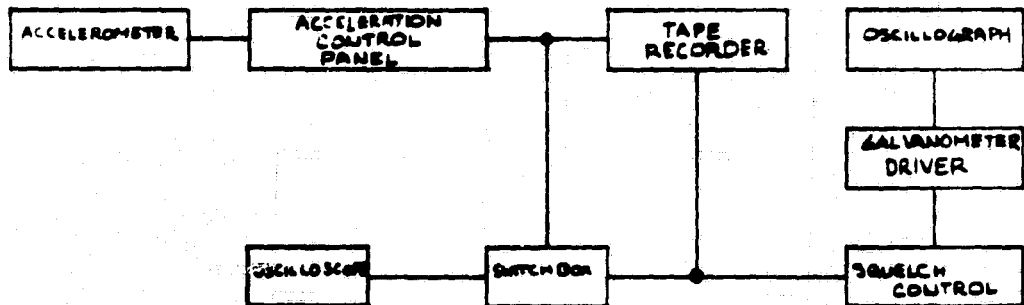 ACCELEROMETER
ACCELERATION
CONTROL
PANEL
TAPE
RECORDER
OSCILLOGRAPH
GALVANOMETER
DRIVER
OSCILLOSCOPE
SWITCH BOX
SQUELCH
CONTROL